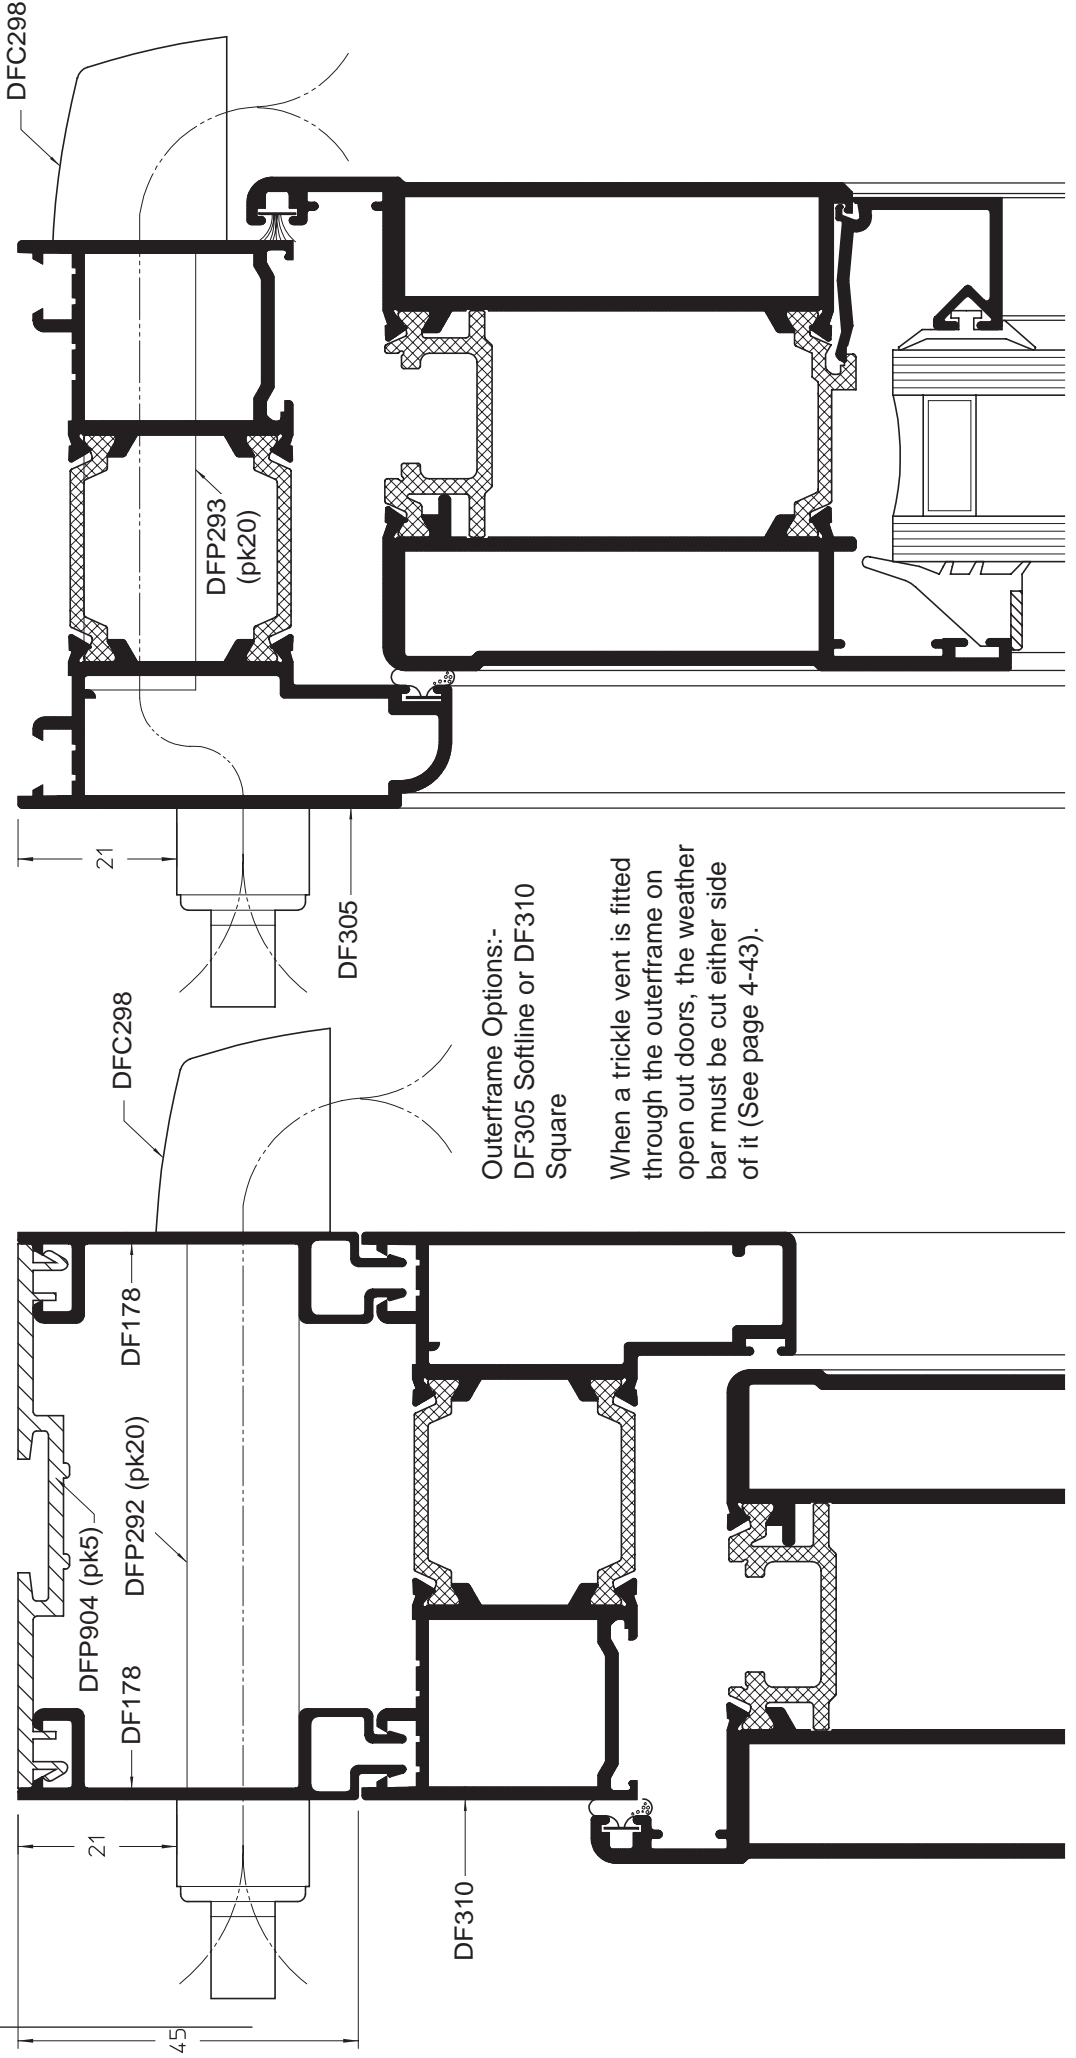 DFC298
DFP293
(pk20)
21
DF305
DFC298
Outerframe Options:-
DF305 Softline or DF310
Square
When a trickle vent is fitted
through the outerframe on
open out doors, the weather
bar must be cut either side
of it (See page 4-43).
DF178
DFP292 (pk20)
DFP904 (pk5)
DF178
21
DF310
45